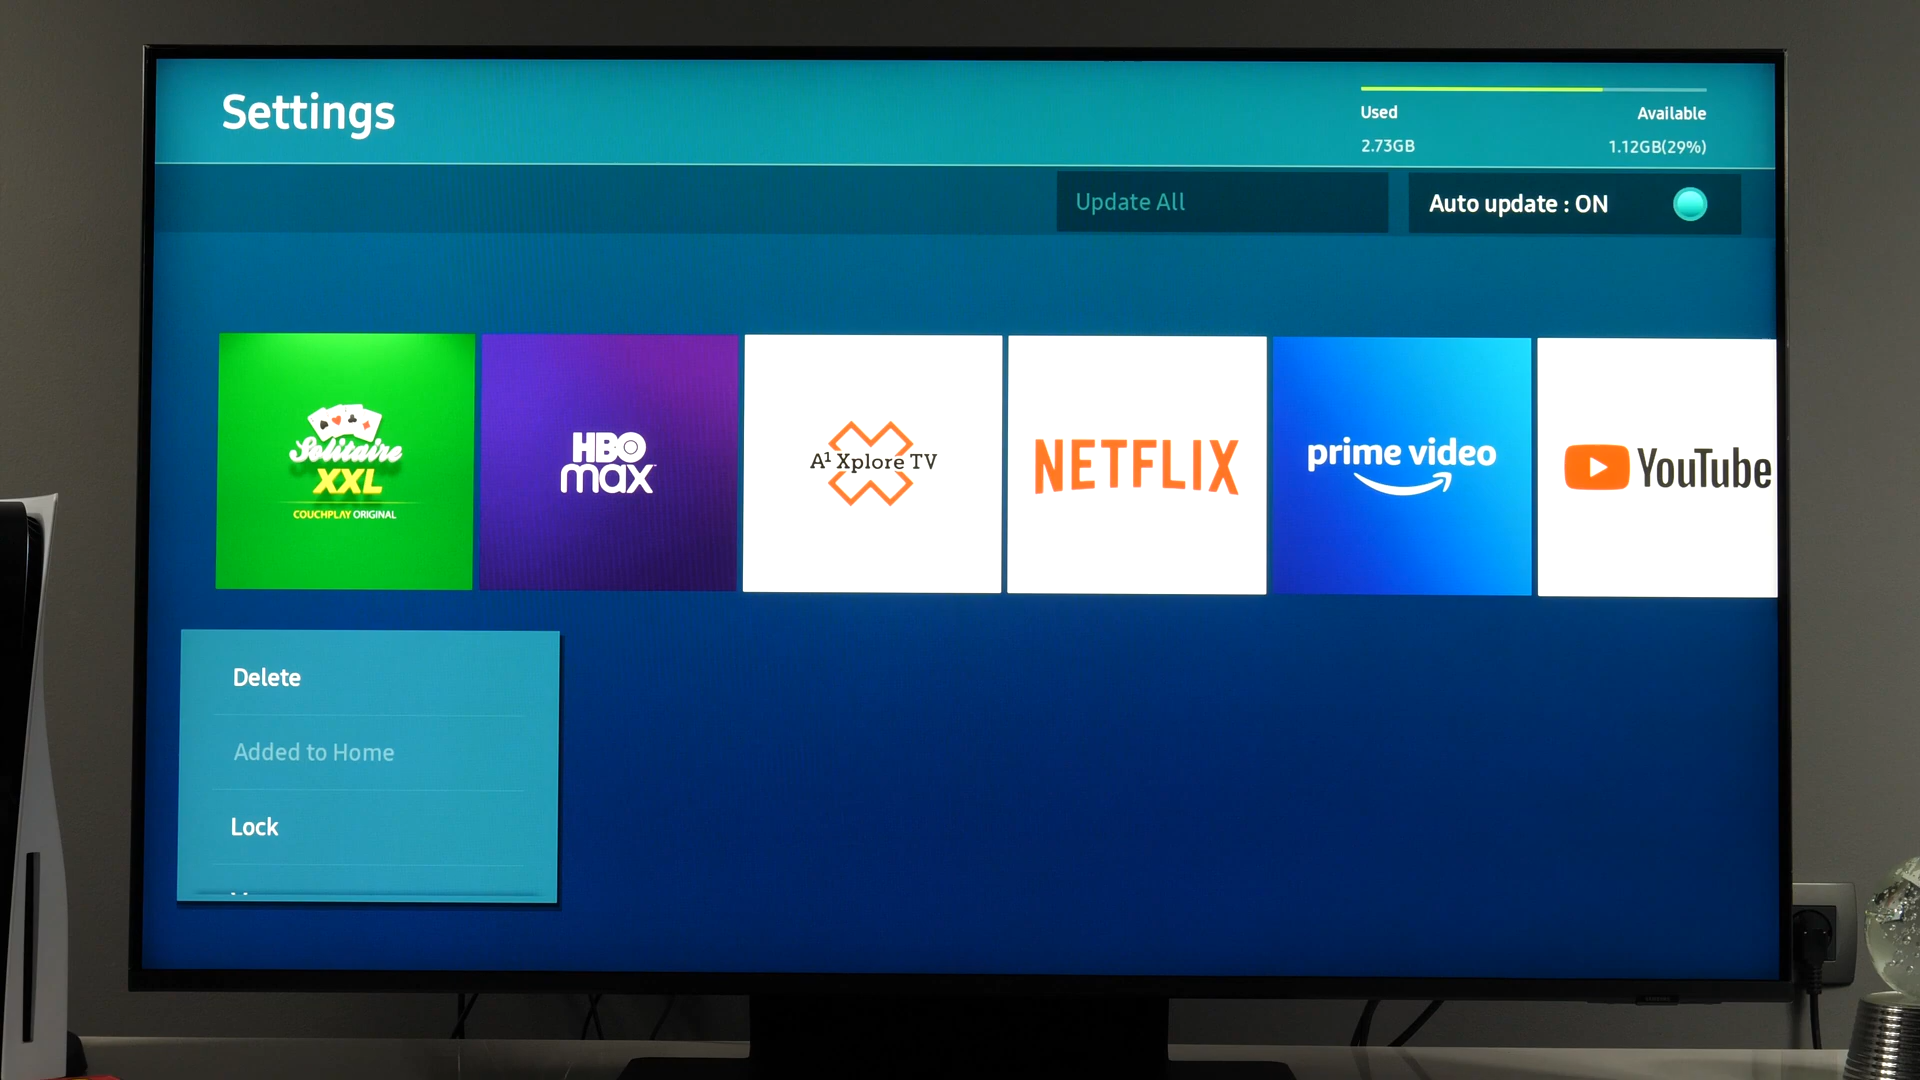 Settings
Used
Available
2.73GB
1.12GB(29%)
Update All
Auto update : ON
Solitaire
XXL
COUCHPLAY ORIGINAL
HBO
max
A¹ Xplore TV
NETFLIX
prime video
YouTube
Delete
Added to Home
Lock